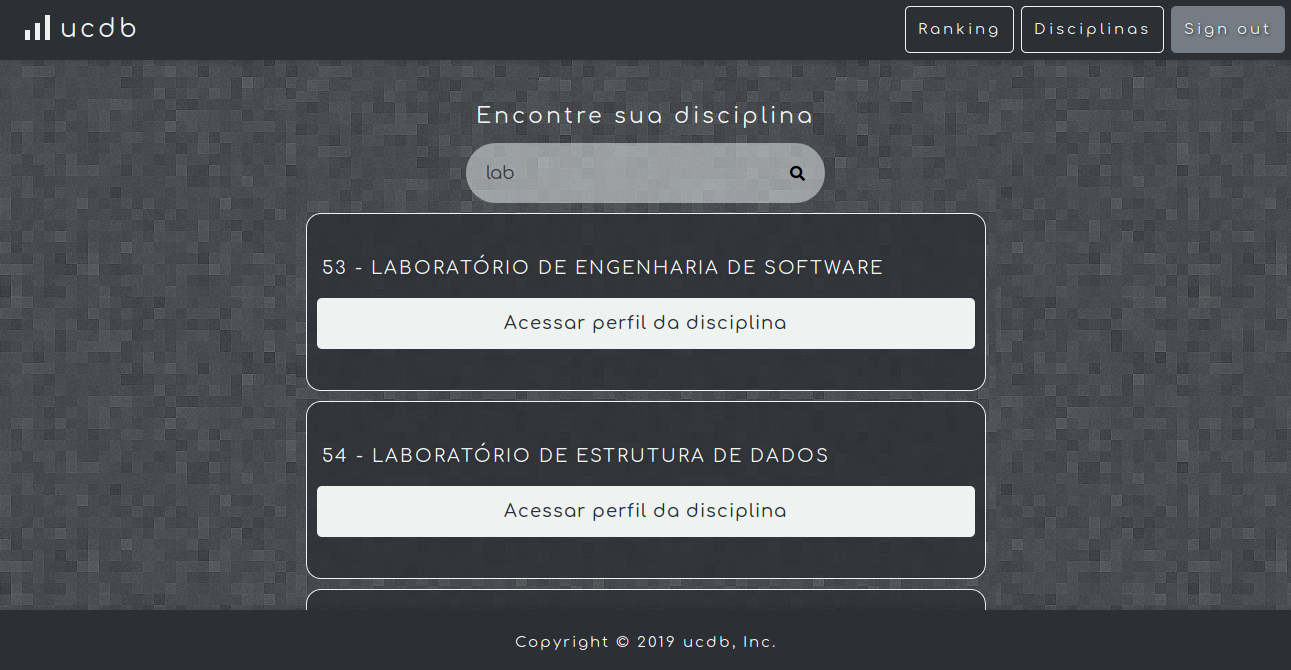 ucdb
Ranking
Disciplinas
Sign out
Encontre sua disciplina
lab
53 - LABORATÓRIO DE ENGENHARIA DE SOFTWARE
Acessar perfil da disciplina
54 - LABORATÓRIO DE ESTRUTURA DE DADOS
Acessar perfil da disciplina
Copyright © 2019 ucdb, Inc.